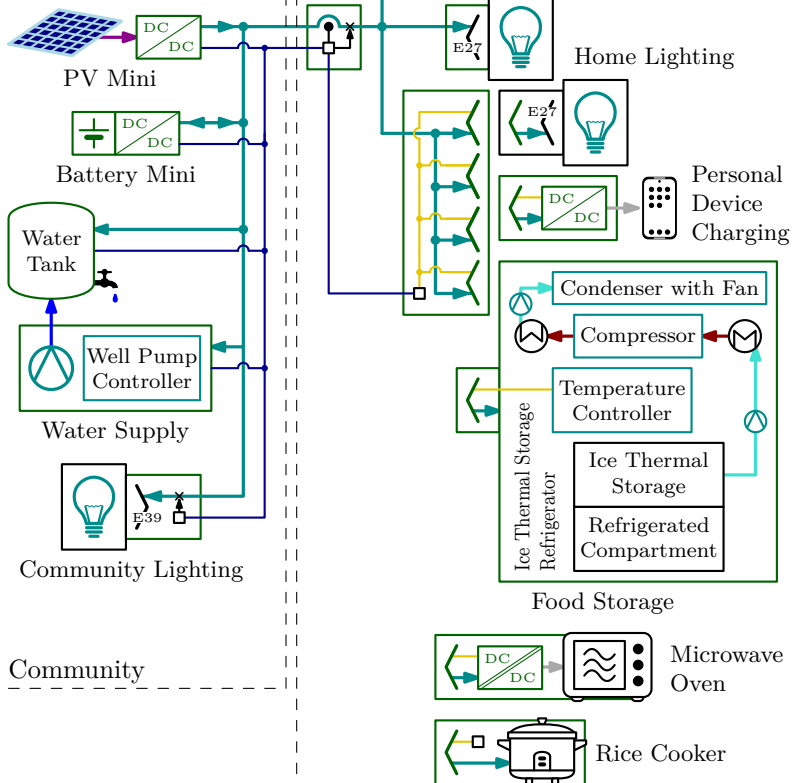 DC
DC
PV Mini
DC
DC
Battery Mini
Water
Tank
Well Pump
Controller
Water Supply
E39
Community Lighting
Community
E27
Home Lighting
E27
DC
DC
Personal
Device
Charging
Condenser with Fan
Compressor
Temperature
Controller
Ice Thermal Storage
Refrigerator
Ice Thermal
Storage
Refrigerated
Compartment
Food Storage
DC
DC
Microwave
Oven
Rice Cooker